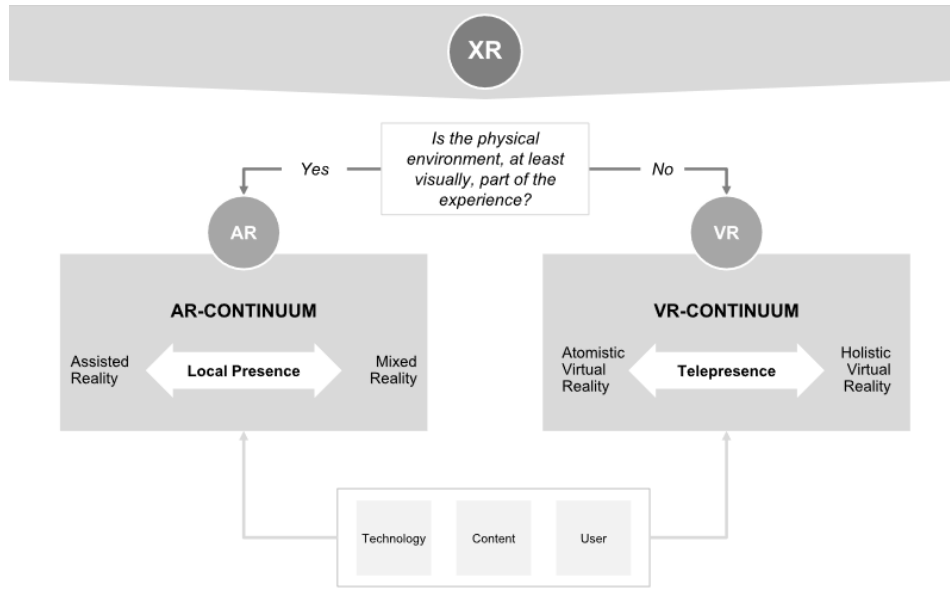 XR
Is the physical
environment, at least
visually, part of the
experience?
Yes
No
AR
VR
AR-CONTINUUM
Assisted
Reality
Local Presence
Mixed
Reality
VR-CONTINUUM
Atomistic
Virtual
Reality
Telepresence
Holistic
Virtual
Reality
Technology
Content
User